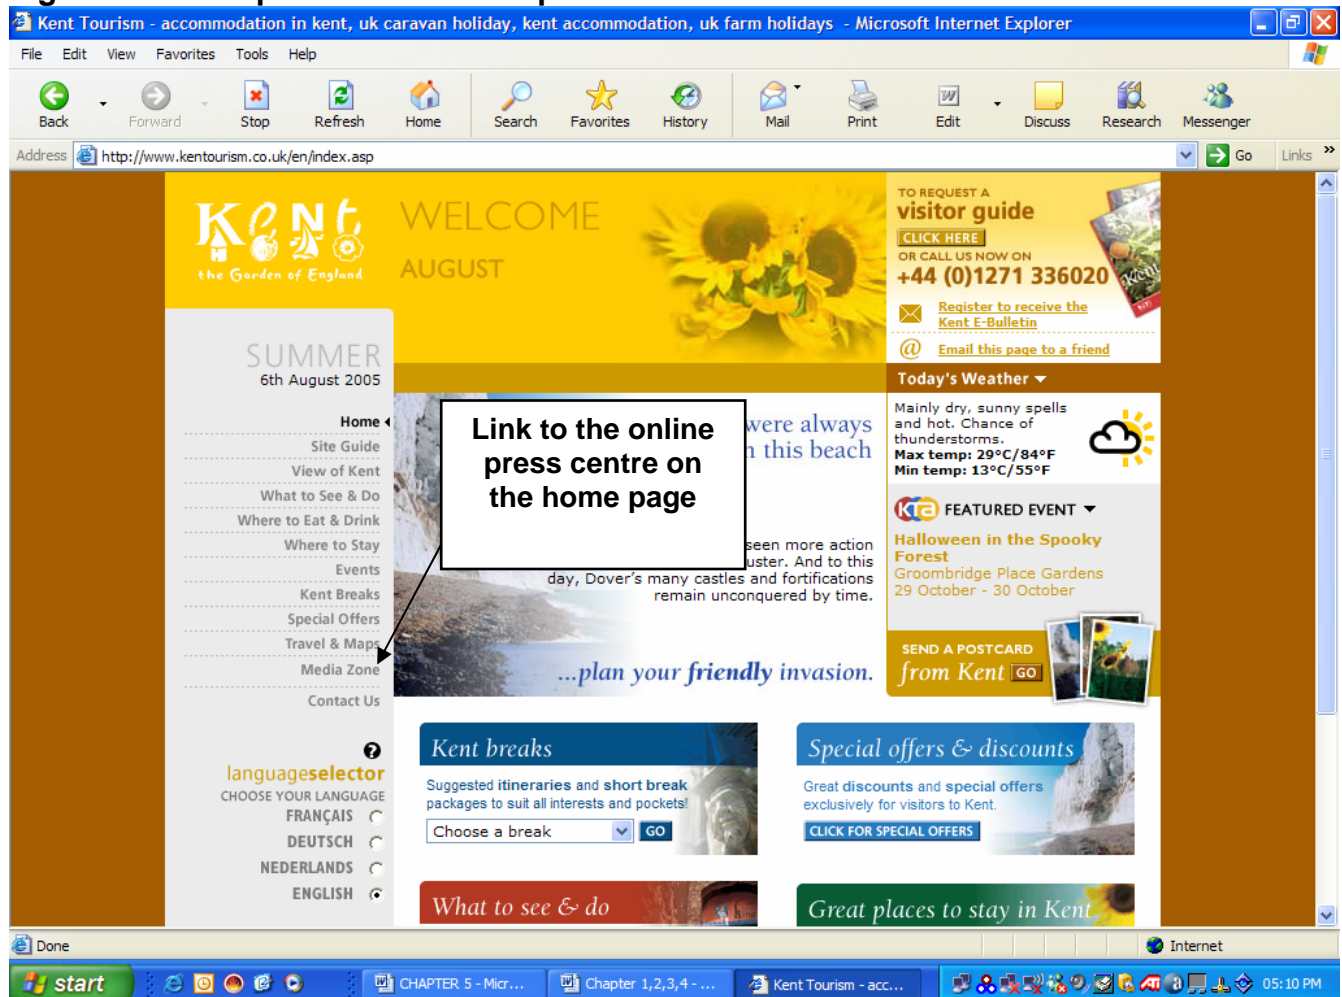 Kent Tourism - accommodation in kent, uk caravan holiday, kent accommodation, uk farm holidays - Microsoft Internet Explorer
File Edit View Favorites Tools Help
Back Forward Stop Refresh Home Search Favorites History Mail Print Edit Discuss Research Messenger
Address http://www.kentourism.co.uk/en/index.asp Go Links »
Kent
the Garden of England
WELCOME
AUGUST
TO REQUEST A
visitor guide
CLICK HERE
OR CALL US NOW ON
+44 (0)1271 336020
Register to receive the
Kent E-Bulletin
@ Email this page to a friend
SUMMER
6th August 2005
Home
Site Guide
View of Kent
What to See & Do
Where to Eat & Drink
Where to Stay
Events
Kent Breaks
Special Offers
Travel & Maps
Media Zone
Contact Us
?
languageselector
CHOOSE YOUR LANGUAGE
FRANÇAIS
DEUTSCH
NEDERLANDS
ENGLISH
Link to the online
press centre on
the home page
were always
this beach
seen more action
uster. And to this
day, Dover's many castles and fortifications
remain unconquered by time.
...plan your friendly invasion.
Today's Weather
Mainly dry, sunny spells
and hot. Chance of
thunderstorms.
Max temp: 29ºC/84ºF
Min temp: 13ºC/55ºF
KTa FEATURED EVENT
Halloween in the Spooky
Forest
Groombridge Place Gardens
29 October - 30 October
SEND A POSTCARD
from Kent GO
Kent breaks
Suggested itineraries and short break
packages to suit all interests and pockets!
Choose a break GO
Special offers & discounts
Great discounts and special offers
exclusively for visitors to Kent.
CLICK FOR SPECIAL OFFERS
What to see & do
Great places to stay in Kent
Done Internet
start CHAPTER 5 - Micr... Chapter 1,2,3,4 - ... Kent Tourism - acc... 05:10 PM